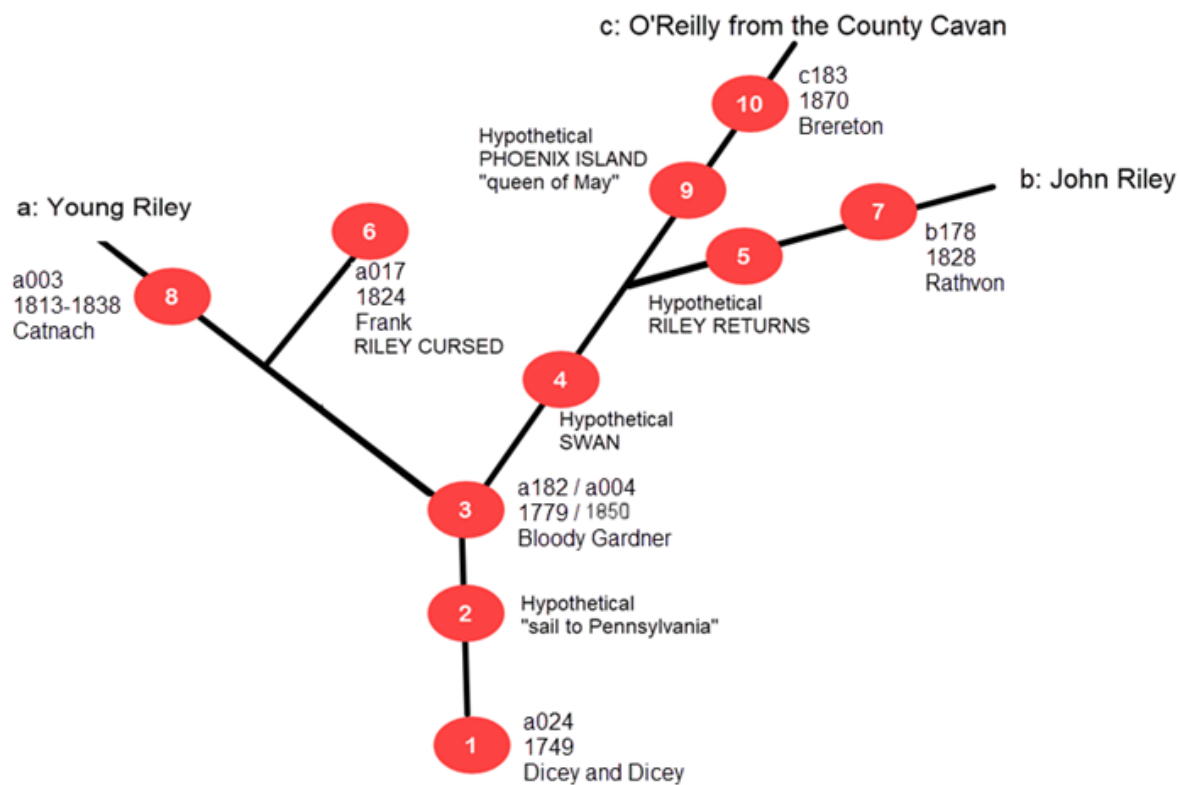 c: O'Reilly from the County Cavan
10
c183
1870
Brereton
Hypothetical
PHOENIX ISLAND
"queen of May"
9
b: John Riley
7
b178
1828
Rathvon
a: Young Riley
6
a017
1824
Frank
RILEY CURSED
5
Hypothetical
RILEY RETURNS
a003
1813-1838
Catnach
8
4
Hypothetical
SWAN
3
a182 / a004
1779 / 1850
Bloody Gardner
2
Hypothetical
"sail to Pennsylvania"
1
a024
1749
Dicey and Dicey